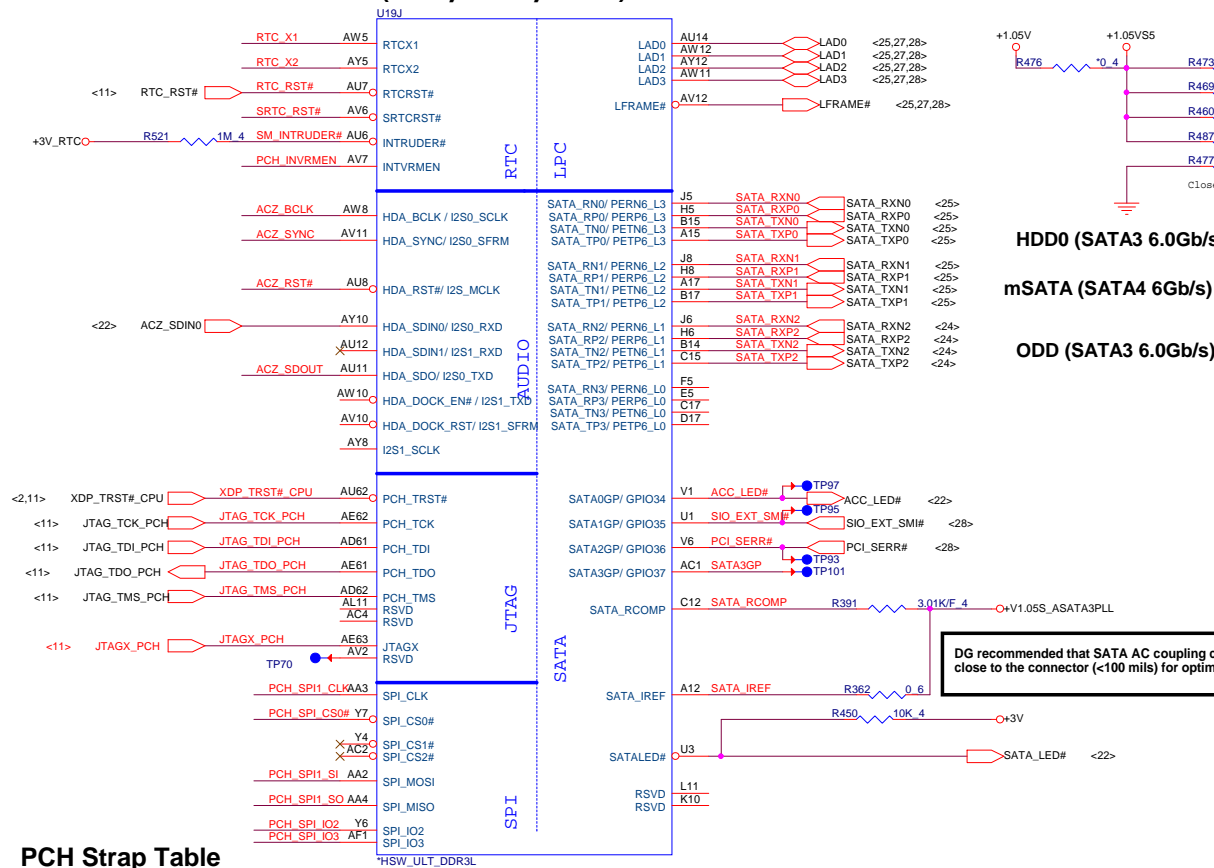 U19J
RTC_X1 AW5 RTCX1
RTC_X2 AY5 RTCX2
<11> RTC_RST# RTC_RST# AU7 RTCRST#
SRTC_RST# AV6 SRTCRST#
+3V_RTC R521 1M_4 SM_INTRUDER# AU6 INTRUDER#
PCH_INVRMEN AV7 INTVRMEN
RTC
LPC
LAD0 AU14 LAD0 <25,27,28>
LAD1 AW12 LAD1 <25,27,28>
LAD2 AY12 LAD2 <25,27,28>
LAD3 AW11 LAD3 <25,27,28>
LFRAME# AV12 LFRAME# <25,27,28>
+1.05V +1.05VS5
R476 *0_4 R473
R469
R460
R487
R477
ACZ_BCLK AW8 HDA_BCLK / I2S0_SCLK
ACZ_SYNC AV11 HDA_SYNC/ I2S0_SFRM
ACZ_RST# AU8 HDA_RST#/ I2S_MCLK
<22> ACZ_SDIN0 AY10 HDA_SDIN0/ I2S0_RXD
AU12 HDA_SDIN1/ I2S1_RXD
ACZ_SDOUT AU11 HDA_SDO/ I2S0_TXD
AW10 HDA_DOCK_EN# / I2S1_TXD
AV10 HDA_DOCK_RST/ I2S1_SFRM
AY8 I2S1_SCLK
AUDIO
SATA_RN0/ PERN6_L3 J5 SATA_RXN0 SATA_RXN0 <25>
SATA_RP0/ PERP6_L3 H5 SATA_RXP0 SATA_RXP0 <25>
SATA_TN0/ PETN6_L3 B15 SATA_TXN0 SATA_TXN0 <25>
SATA_TP0/ PETP6_L3 A15 SATA_TXP0 SATA_TXP0 <25>
HDD0 (SATA3 6.0Gb/s
SATA_RN1/ PERN6_L2 J8 SATA_RXN1 SATA_RXN1 <25>
SATA_RP1/ PERP6_L2 H8 SATA_RXP1 SATA_RXP1 <25>
SATA_TN1/ PETN6_L2 A17 SATA_TXN1 SATA_TXN1 <25>
SATA_TP1/ PETP6_L2 B17 SATA_TXP1 SATA_TXP1 <25>
mSATA (SATA4 6Gb/s)
SATA_RN2/ PERN6_L1 J6 SATA_RXN2 SATA_RXN2 <24>
SATA_RP2/ PERP6_L1 H6 SATA_RXP2 SATA_RXP2 <24>
SATA_TN2/ PETN6_L1 B14 SATA_TXN2 SATA_TXN2 <24>
SATA_TP2/ PETP6_L1 C15 SATA_TXP2 SATA_TXP2 <24>
ODD (SATA3 6.0Gb/s)
SATA_RN3/ PERN6_L0 F5
SATA_RP3/ PERP6_L0 E5
SATA_TN3/ PETN6_L0 C17
SATA_TP3/ PETP6_L0 D17
<2,11> XDP_TRST#_CPU XDP_TRST#_CPU AU62 PCH_TRST#
<11> JTAG_TCK_PCH JTAG_TCK_PCH AE62 PCH_TCK
<11> JTAG_TDI_PCH JTAG_TDI_PCH AD61 PCH_TDI
<11> JTAG_TDO_PCH JTAG_TDO_PCH AE61 PCH_TDO
<11> JTAG_TMS_PCH JTAG_TMS_PCH AD62 PCH_TMS
AL11 RSVD
AC4 RSVD
<11> JTAGX_PCH JTAGX_PCH AE63 JTAGX
TP70 AV2 RSVD
JTAG
SATA
SATA0GP/ GPIO34 V1 ACC_LED# TP97 ACC_LED# <22>
SATA1GP/ GPIO35 U1 SIO_EXT_SMI# TP95 SIO_EXT_SMI# <28>
SATA2GP/ GPIO36 V6 PCI_SERR# PCI_SERR# <28>
TP93
SATA3GP/ GPIO37 AC1 SATA3GP TP101
SATA_RCOMP C12 SATA_RCOMP R391 3.01K/F_4 +V1.05S_ASATA3PLL
DG recommended that SATA AC coupling
close to the connector (<100 mils) for
SATA_IREF A12 SATA_IREF R362 0_6
R450 10K_4 +3V
SATALED# U3 SATA_LED# <22>
RSVD L11
RSVD K10
PCH_SPI1_CLK AA3 SPI_CLK
PCH_SPI_CS0# Y7 SPI_CS0#
Y4 SPI_CS1#
AC2 SPI_CS2#
PCH_SPI1_SI AA2 SPI_MOSI
PCH_SPI1_SO AA4 SPI_MISO
PCH_SPI_IO2 Y6 SPI_IO2
PCH_SPI_IO3 AF1 SPI_IO3
SPI
*HSW_ULT_DDR3L
PCH Strap Table